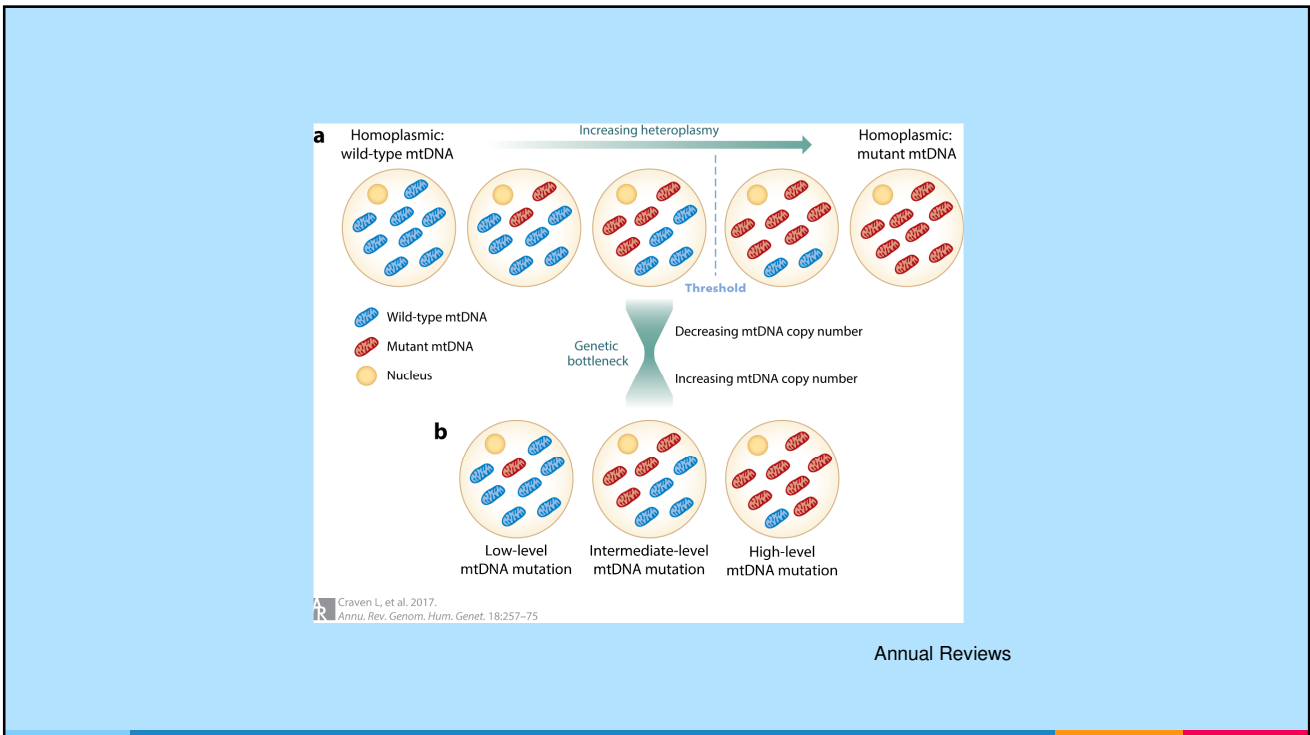 a
Homoplasmic:
wild-type mtDNA
Increasing heteroplasmy
Homoplasmic:
mutant mtDNA
Threshold
Wild-type mtDNA
Mutant mtDNA
Nucleus
Genetic
bottleneck
Decreasing mtDNA copy number
Increasing mtDNA copy number
b
Low-level
mtDNA mutation
Intermediate-level
mtDNA mutation
High-level
mtDNA mutation
AR
Craven L, et al. 2017.
Annu. Rev. Genom. Hum. Genet. 18:257–75
Annual Reviews